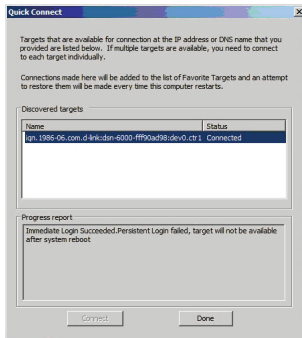 Quick Connect
Targets that are available for connection at the IP address or DNS name that you
provided are listed below. If multiple targets are available, you need to connect
to each target individually.
Connections made here will be added to the list of Favorite Targets and an attempt
to restore them will be made every time this computer restarts.
Discovered targets
Name Status
iqn.1986-06.com.d-link:dsn-6000-fff90ad98:dev0.ctr1 Connected
Progress report
Immediate Login Succeeded.Persistent Login failed, target will not be available
after system reboot
Connect Done